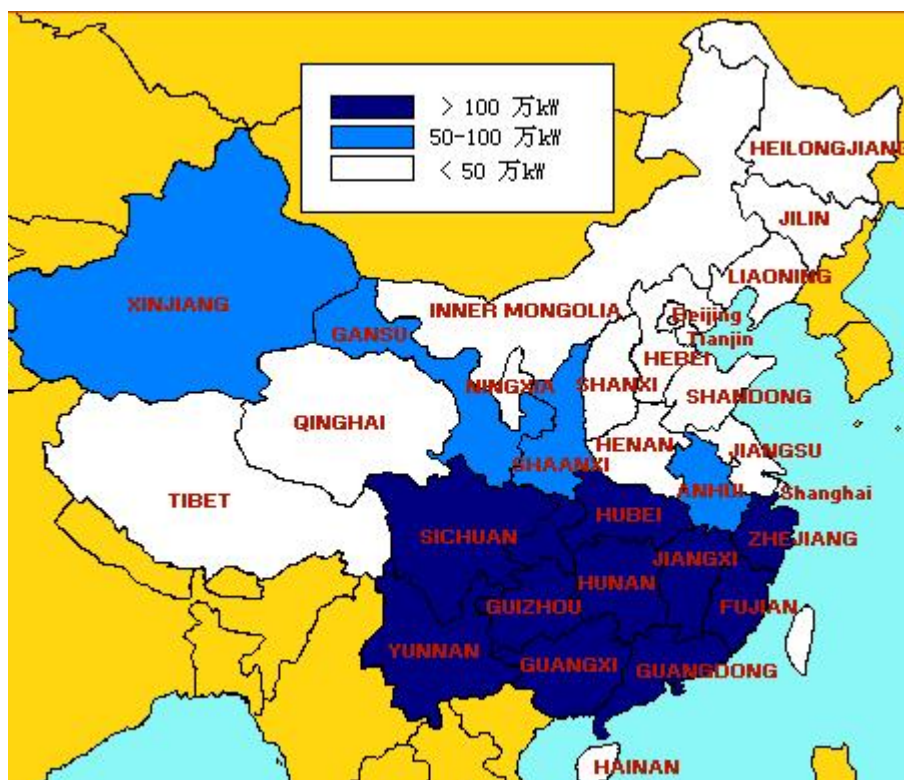 > 100 万kW
50-100 万kW
< 50 万kW
HEILONGJIANG
JILIN
LIAONING
XINJIANG
INNER MONGOLIA
Beijing
GANSU
Tianjin
HEBEI
NINGXIA
SHANXI
SHANDONG
QINGHAI
HENAN
JIANGSU
SHAANXI
ANHUI
Shanghai
TIBET
HUBEI
SICHUAN
ZHEJIANG
JIANGXI
HUNAN
GUIZHOU
FUJIAN
YUNNAN
GUANGXI
GUANGDONG
HAINAN